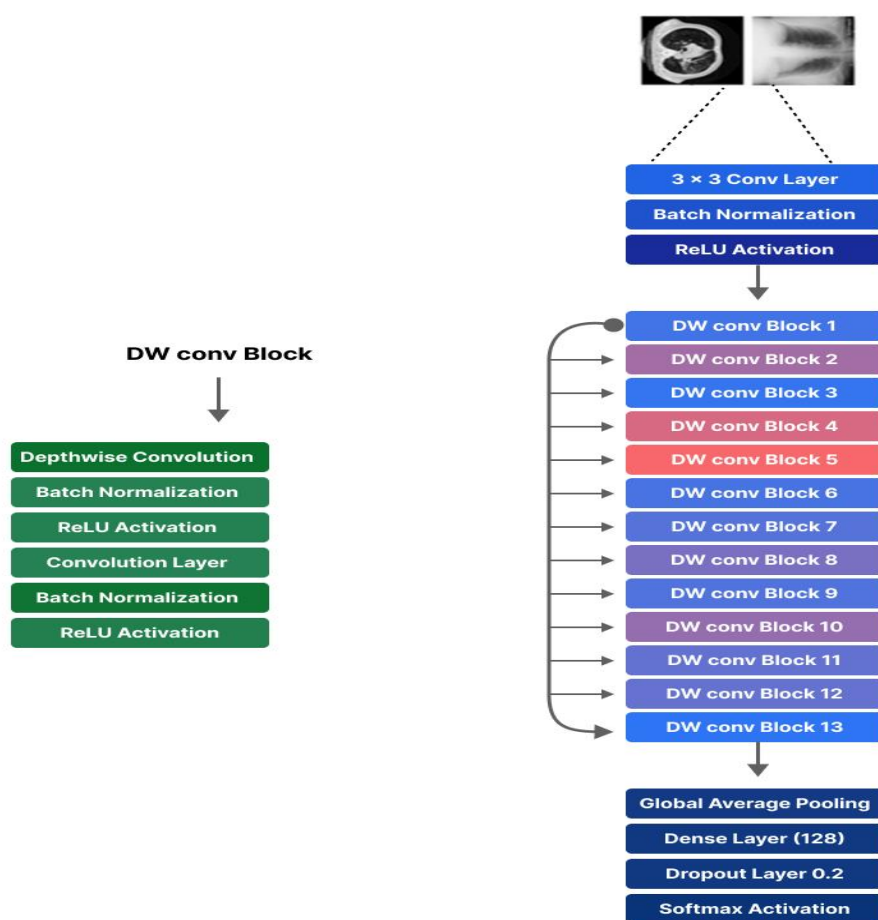 DW conv Block
Depthwise Convolution
Batch Normalization
ReLU Activation
Convolution Layer
Batch Normalization
ReLU Activation
3 × 3 Conv Layer
Batch Normalization
ReLU Activation
DW conv Block 1
DW conv Block 2
DW conv Block 3
DW conv Block 4
DW conv Block 5
DW conv Block 6
DW conv Block 7
DW conv Block 8
DW conv Block 9
DW conv Block 10
DW conv Block 11
DW conv Block 12
DW conv Block 13
Global Average Pooling
Dense Layer (128)
Dropout Layer 0.2
Softmax Activation